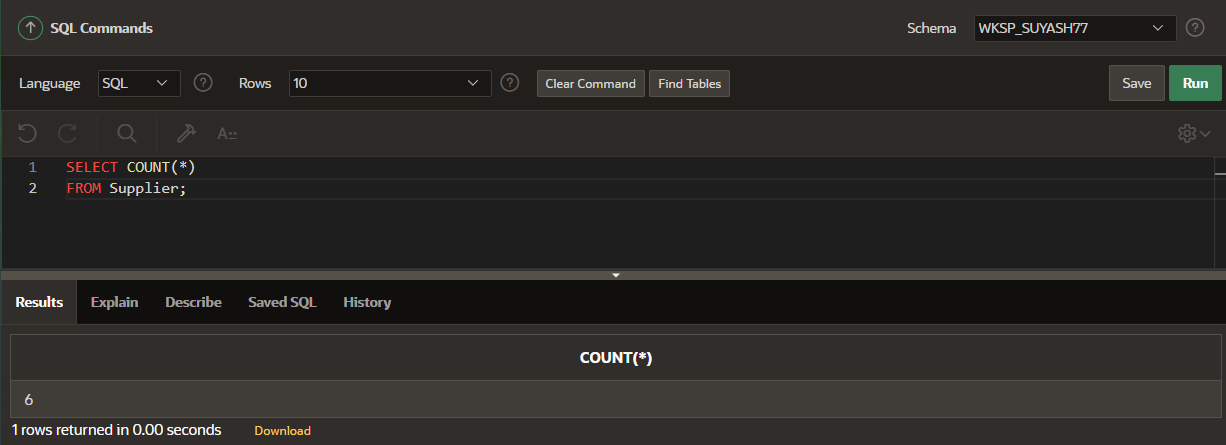 SQL Commands Schema WKSP_SUYASH77 ?
Language SQL ? Rows 10 ? Clear Command Find Tables Save Run
A
1 SELECT COUNT(*)
2 FROM Supplier;
Results Explain Describe Saved SQL History
COUNT(*)
6
1 rows returned in 0.00 seconds Download